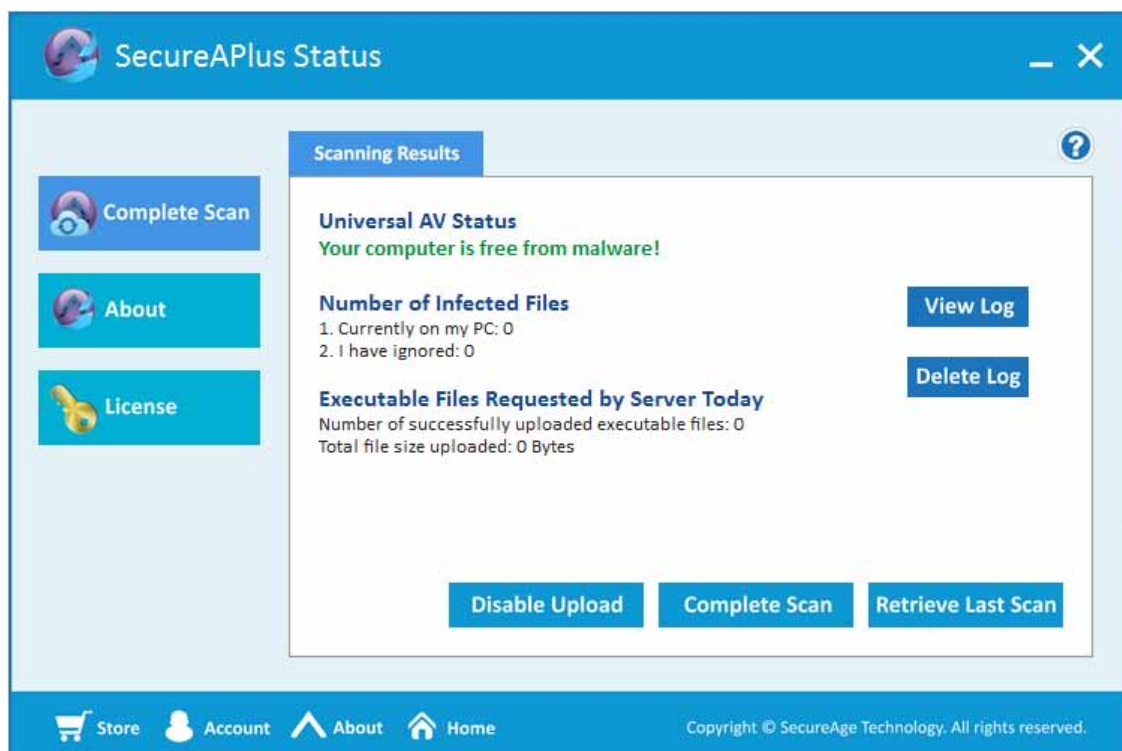 SecureAPlus Status
Scanning Results
?
Complete Scan
About
License
Universal AV Status
Your computer is free from malware!
Number of Infected Files
1. Currently on my PC: 0
2. I have ignored: 0
View Log
Delete Log
Executable Files Requested by Server Today
Number of successfully uploaded executable files: 0
Total file size uploaded: 0 Bytes
Disable Upload
Complete Scan
Retrieve Last Scan
Store
Account
About
Home
Copyright © SecureAge Technology. All rights reserved.